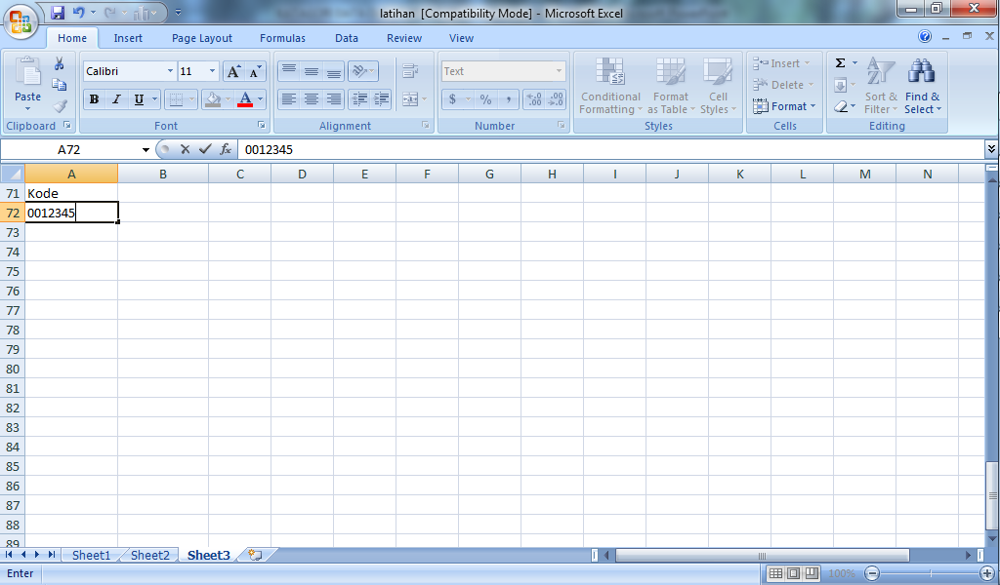 latihan [Compatibility Mode] - Microsoft Excel
Home Insert Page Layout Formulas Data Review View
Paste
Clipboard
Calibri 11 A A
B I U A
Font
Alignment
Text
$ % , .00 .00
Number
Conditional Formatting Format as Table Cell Styles
Styles
Insert
Delete
Format
Cells
Σ
Sort & Filter Find & Select
Editing
A72 fx 0012345
A B C D E F G H I J K L M N
71 Kode
72 0012345
73
74
75
76
77
78
79
80
81
82
83
84
85
86
87
88
89
Sheet1 Sheet2 Sheet3
Enter 100%